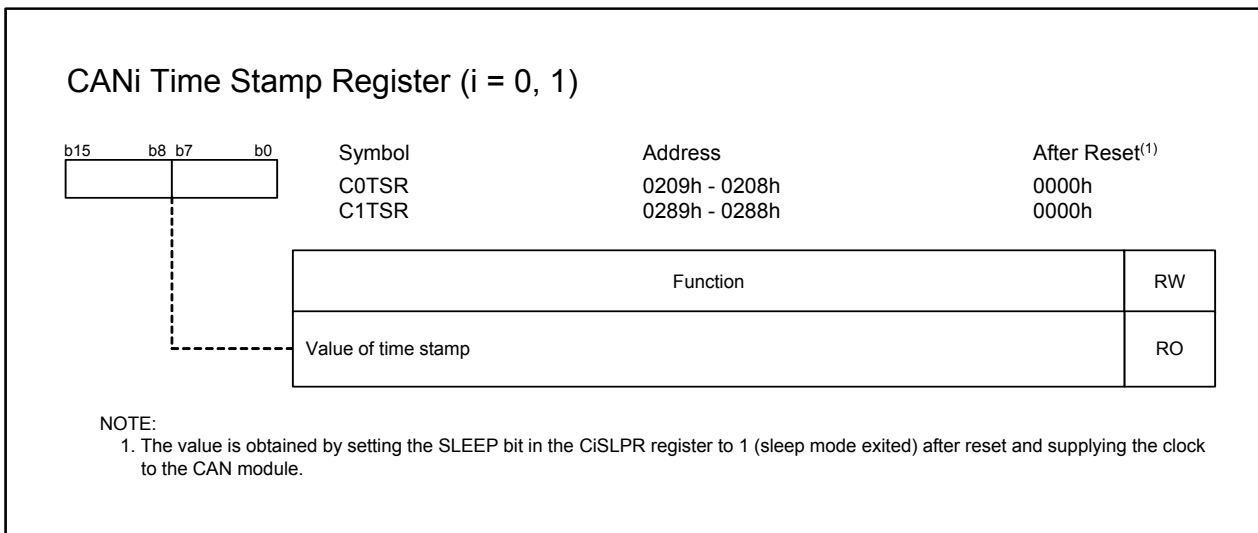 CANi Time Stamp Register (i = 0, 1)
b15 b8 b7 b0
Symbol Address After Reset(1)
C0TSR 0209h - 0208h 0000h
C1TSR 0289h - 0288h 0000h
Function RW
Value of time stamp RO
NOTE:
1. The value is obtained by setting the SLEEP bit in the CiSLPR register to 1 (sleep mode exited) after reset and supplying the clock
to the CAN module.